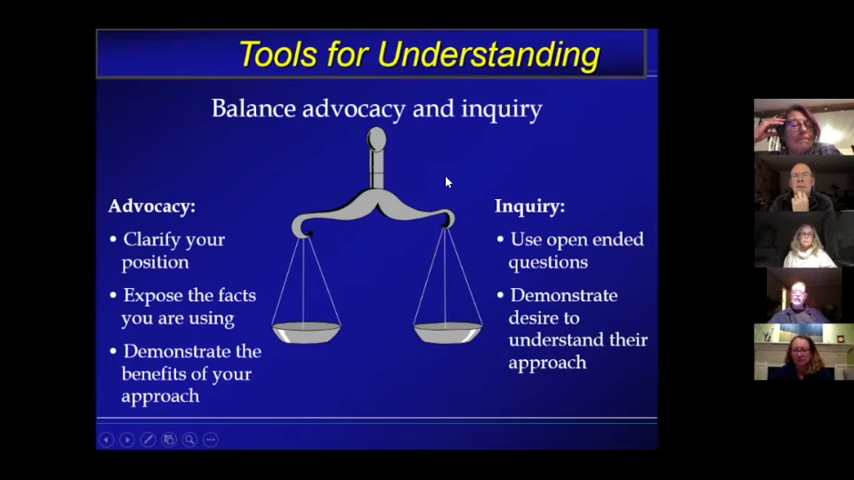 Tools for Understanding
Balance advocacy and inquiry
Advocacy:
• Clarify your
position
• Expose the facts
you are using
• Demonstrate the
benefits of your
approach
Inquiry:
• Use open ended
questions
• Demonstrate
desire to
understand their
approach